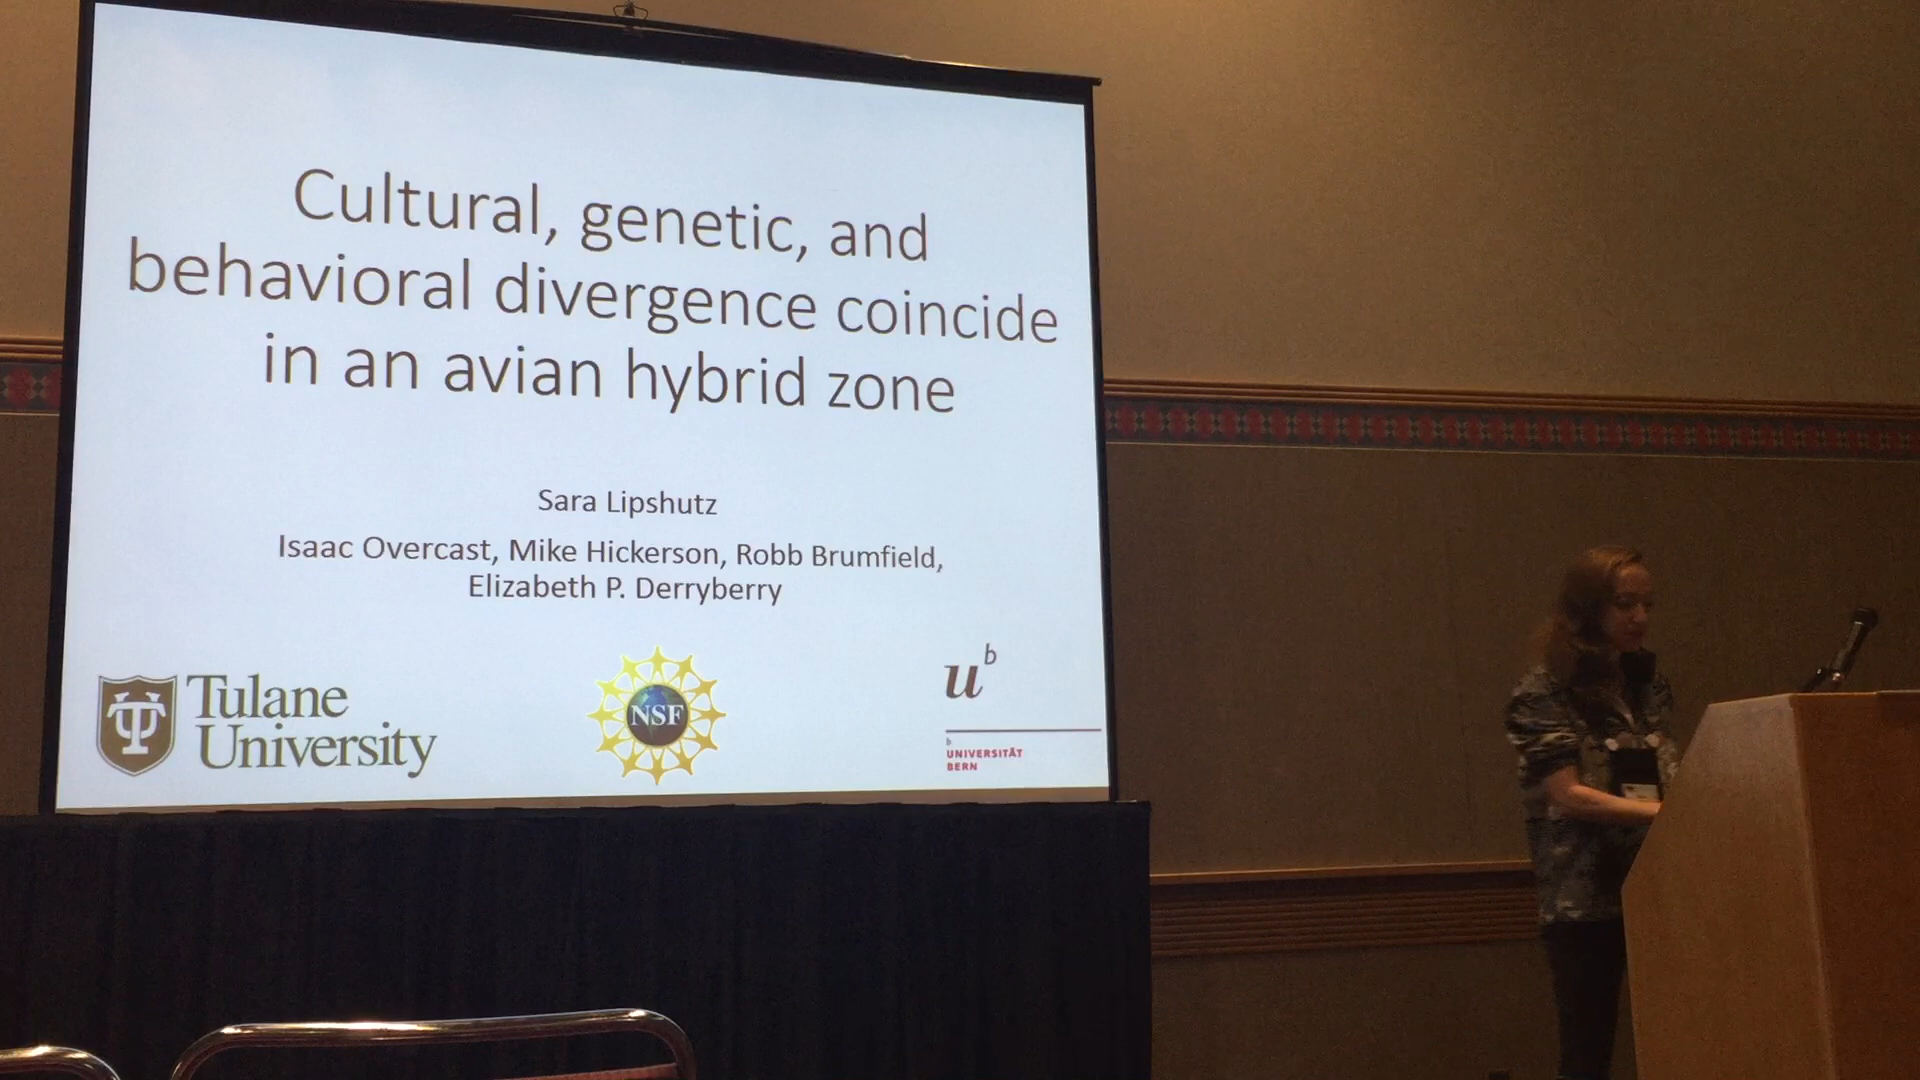 Cultural, genetic, and
behavioral divergence coincide
in an avian hybrid zone
Sara Lipshutz
Isaac Overcast, Mike Hickerson, Robb Brumfield,
Elizabeth P. Derryberry
Tulane
University
NSF
u^b
b
UNIVERSITÄT
BERN